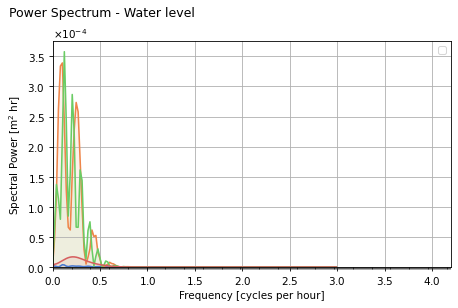 Power Spectrum - Water level
×10⁻⁴
3.5
3.0
2.5
2.0
1.5
1.0
0.5
0.0
Spectral Power [m² hr]
0.0 0.5 1.0 1.5 2.0 2.5 3.0 3.5 4.0
Frequency [cycles per hour]